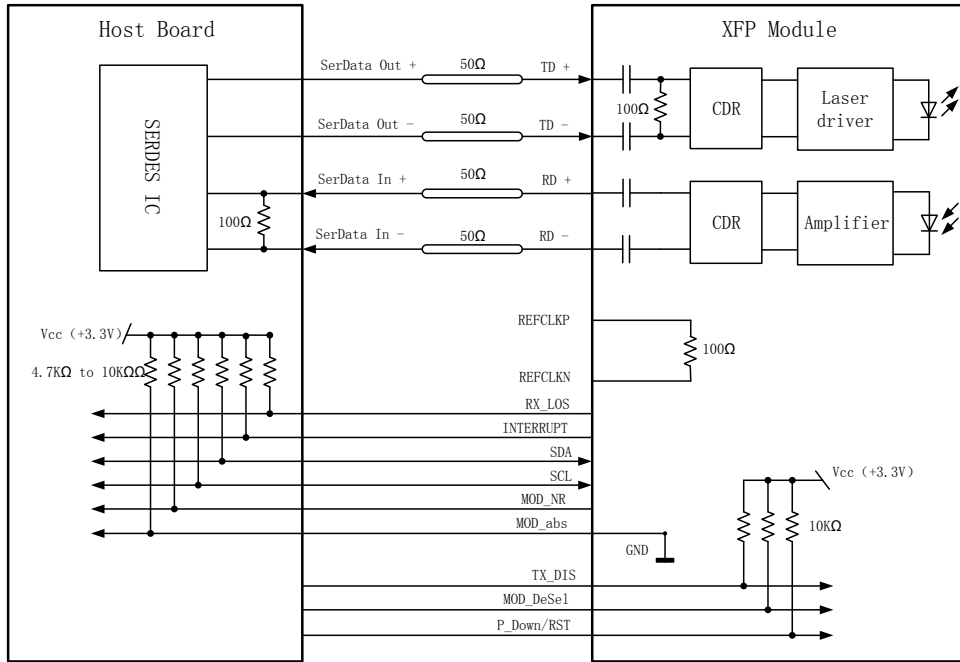 Host Board
XFP Module
SERDES IC
SerData Out +
50Ω
TD +
100Ω
CDR
Laser
driver
SerData Out -
50Ω
TD -
SerData In +
50Ω
RD +
100Ω
CDR
Amplifier
SerData In -
50Ω
RD -
REFCLKP
100Ω
REFCLKN
Vcc (+3.3V)
4.7KΩ to 10KΩΩ
RX_LOS
INTERRUPT
SDA
SCL
MOD_NR
MOD_abs
GND
Vcc (+3.3V)
10KΩ
TX_DIS
MOD_DeSel
P_Down/RST